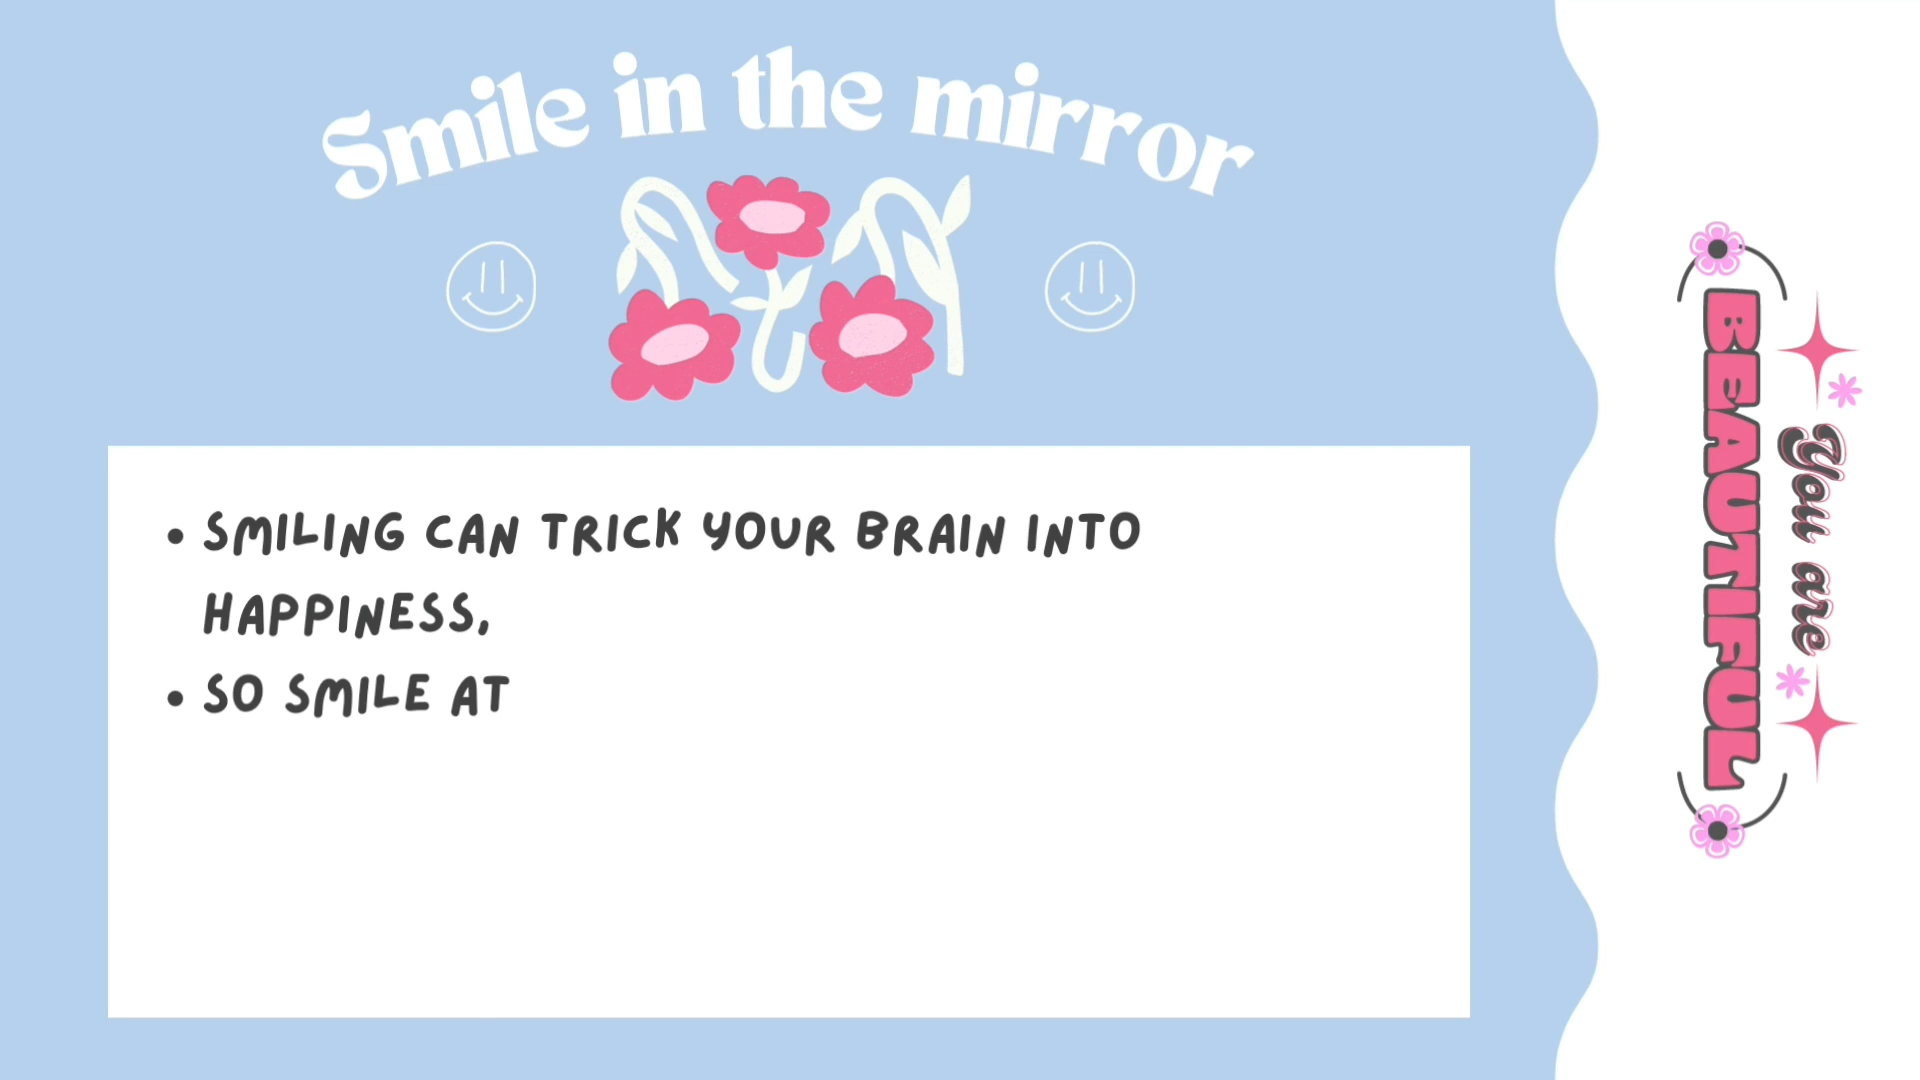 Smile in the mirror
• SMILING CAN TRICK YOUR BRAIN INTO
HAPPINESS,
• SO SMILE AT
You are
BEAUTIFUL